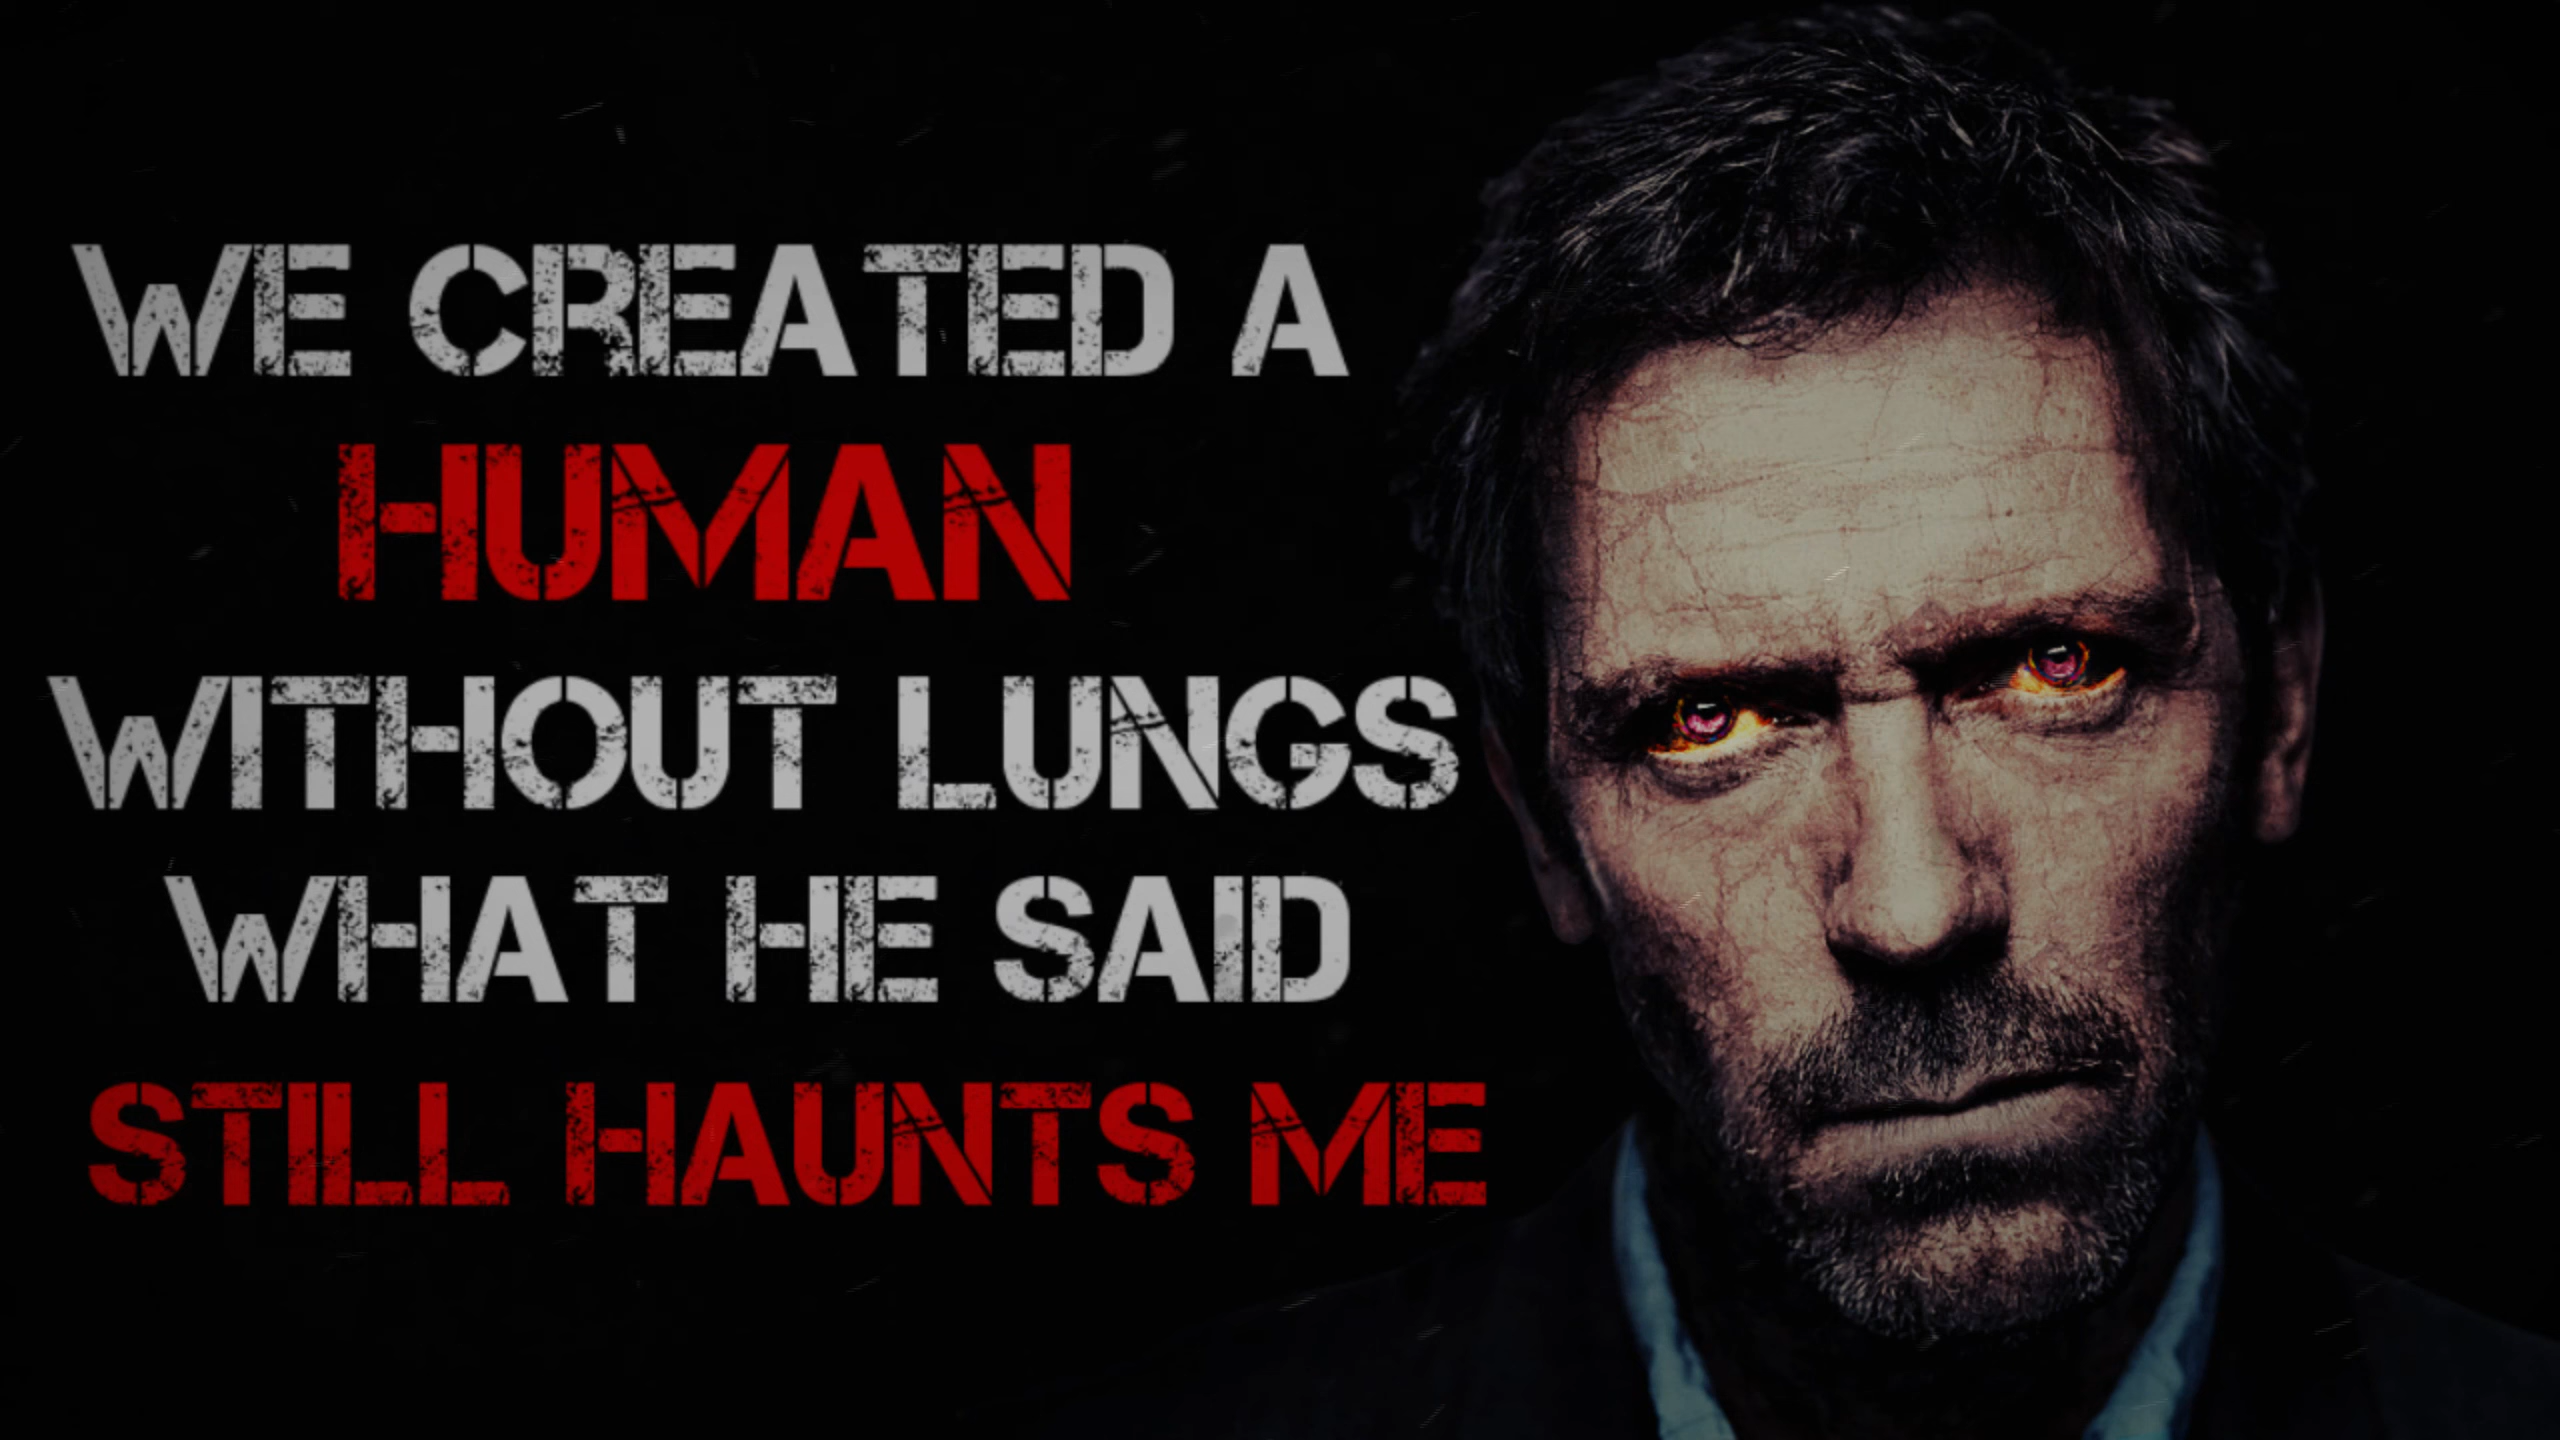 WE CREATED A
HUMAN
WITHOUT LUNGS
WHAT HE SAID
STILL HAUNTS ME